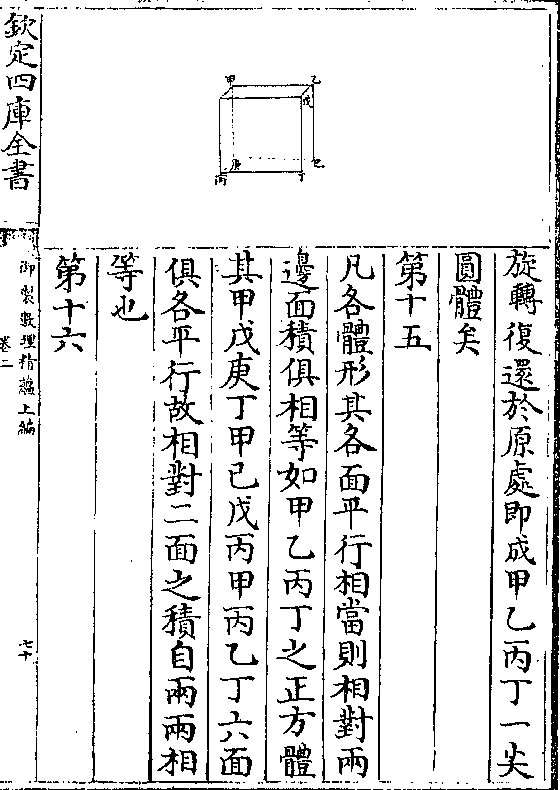 旋轉復還於原處即成甲乙丙丁一尖
圓體矣
第十五
凡各體形其各面平行相當則相對兩
邊面積俱相等如甲乙丙丁之正方體
其甲戊庚丁甲己戊丙甲丙乙丁六面
俱各平行故相對二面之積自兩兩相
等也
第十六
甲
乙
戊
庚
己
丙
丁
欽定四庫全書
御製數理精蘊上編
卷二
七十